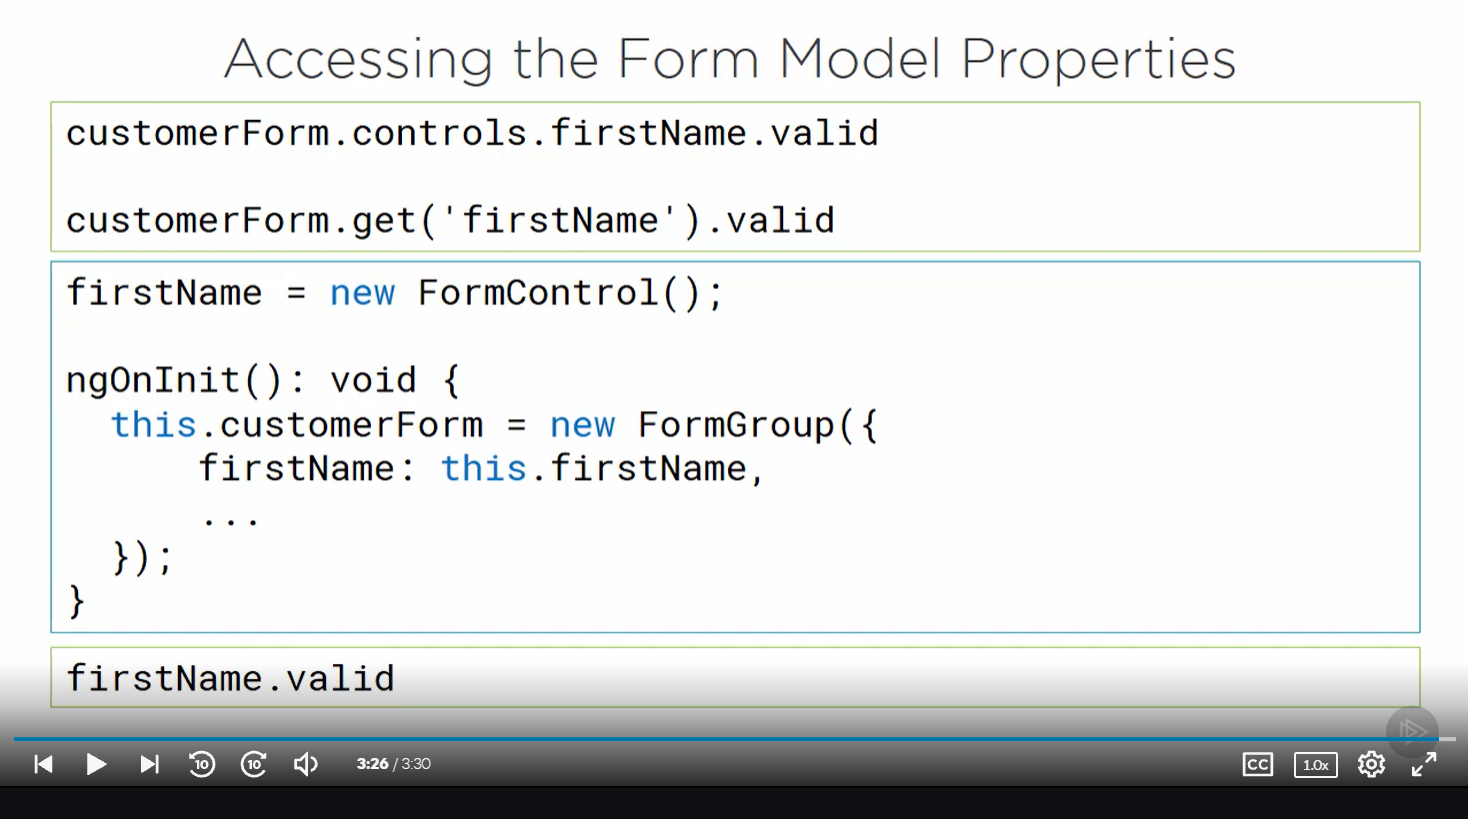 Accessing the Form Model Properties
customerForm.controls.firstName.valid
customerForm.get('firstName').valid
firstName = new FormControl();
ngOnInit(): void {
this.customerForm = new FormGroup({
firstName: this.firstName,
...
});
}
firstName.valid
10
10
3:26 / 3:30
CC
1.0x